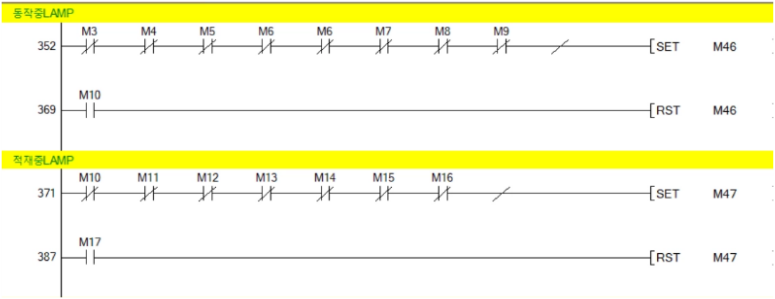 동작중LAMP
M3 M4 M5 M6 M6 M7 M8 M9
352 [SET M46 ]
M10
369 [RST M46 ]
적재중LAMP
M10 M11 M12 M13 M14 M15 M16
371 [SET M47 ]
M17
387 [RST M47 ]